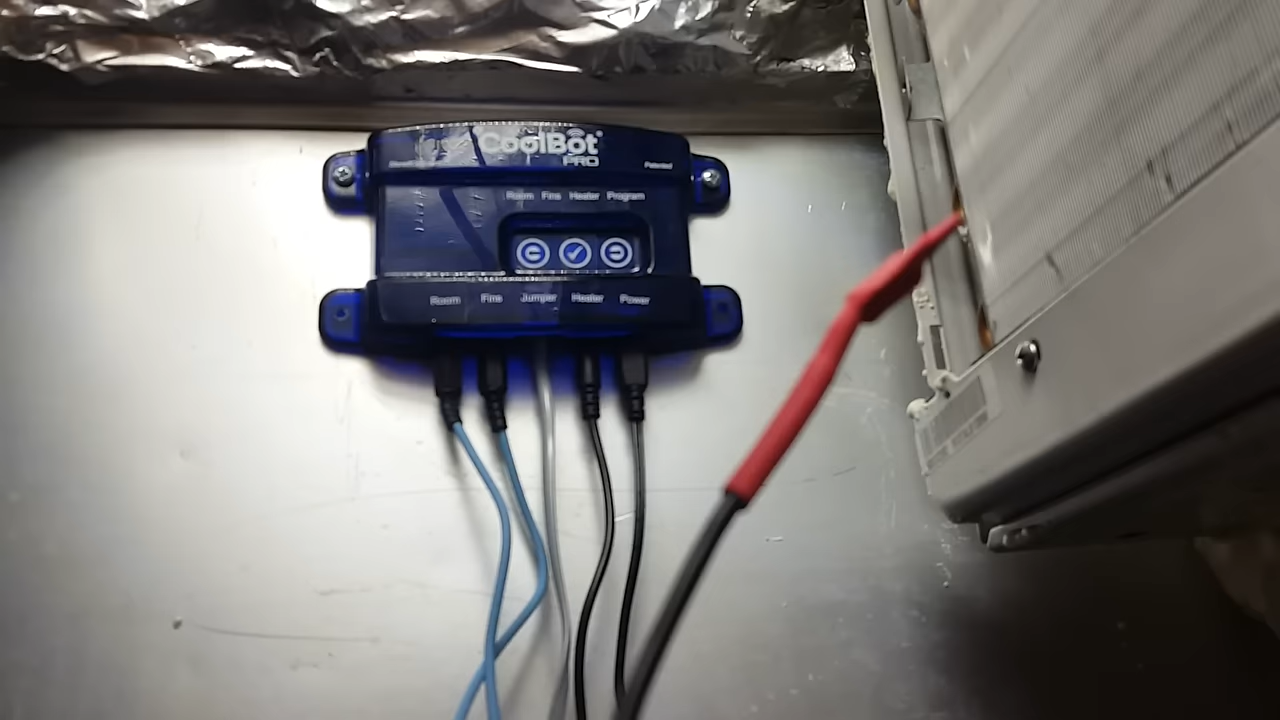 CoolBot®
PRO
Patented
Room Fins Heater Program
Room Fins Jumper Heater Power